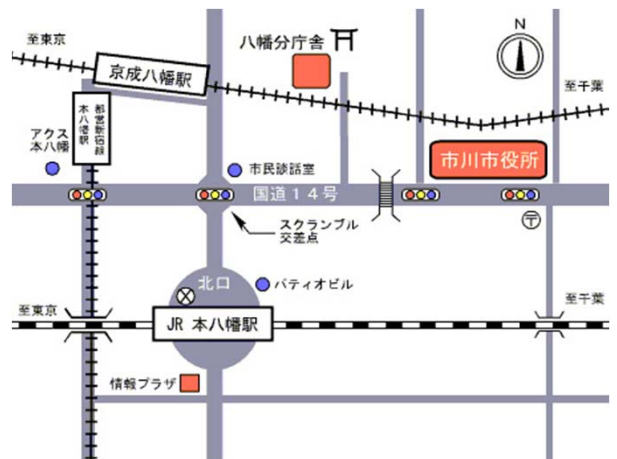 N
至東京
八幡分庁舎
京成八幡駅
至千葉
都営新宿線
本八幡駅
アクス
本八幡
市川市役所
市民談話室
国道14号
スクランブル
交差点
〒
北口
パティオビル
至東京
至千葉
JR 本八幡駅
情報プラザ